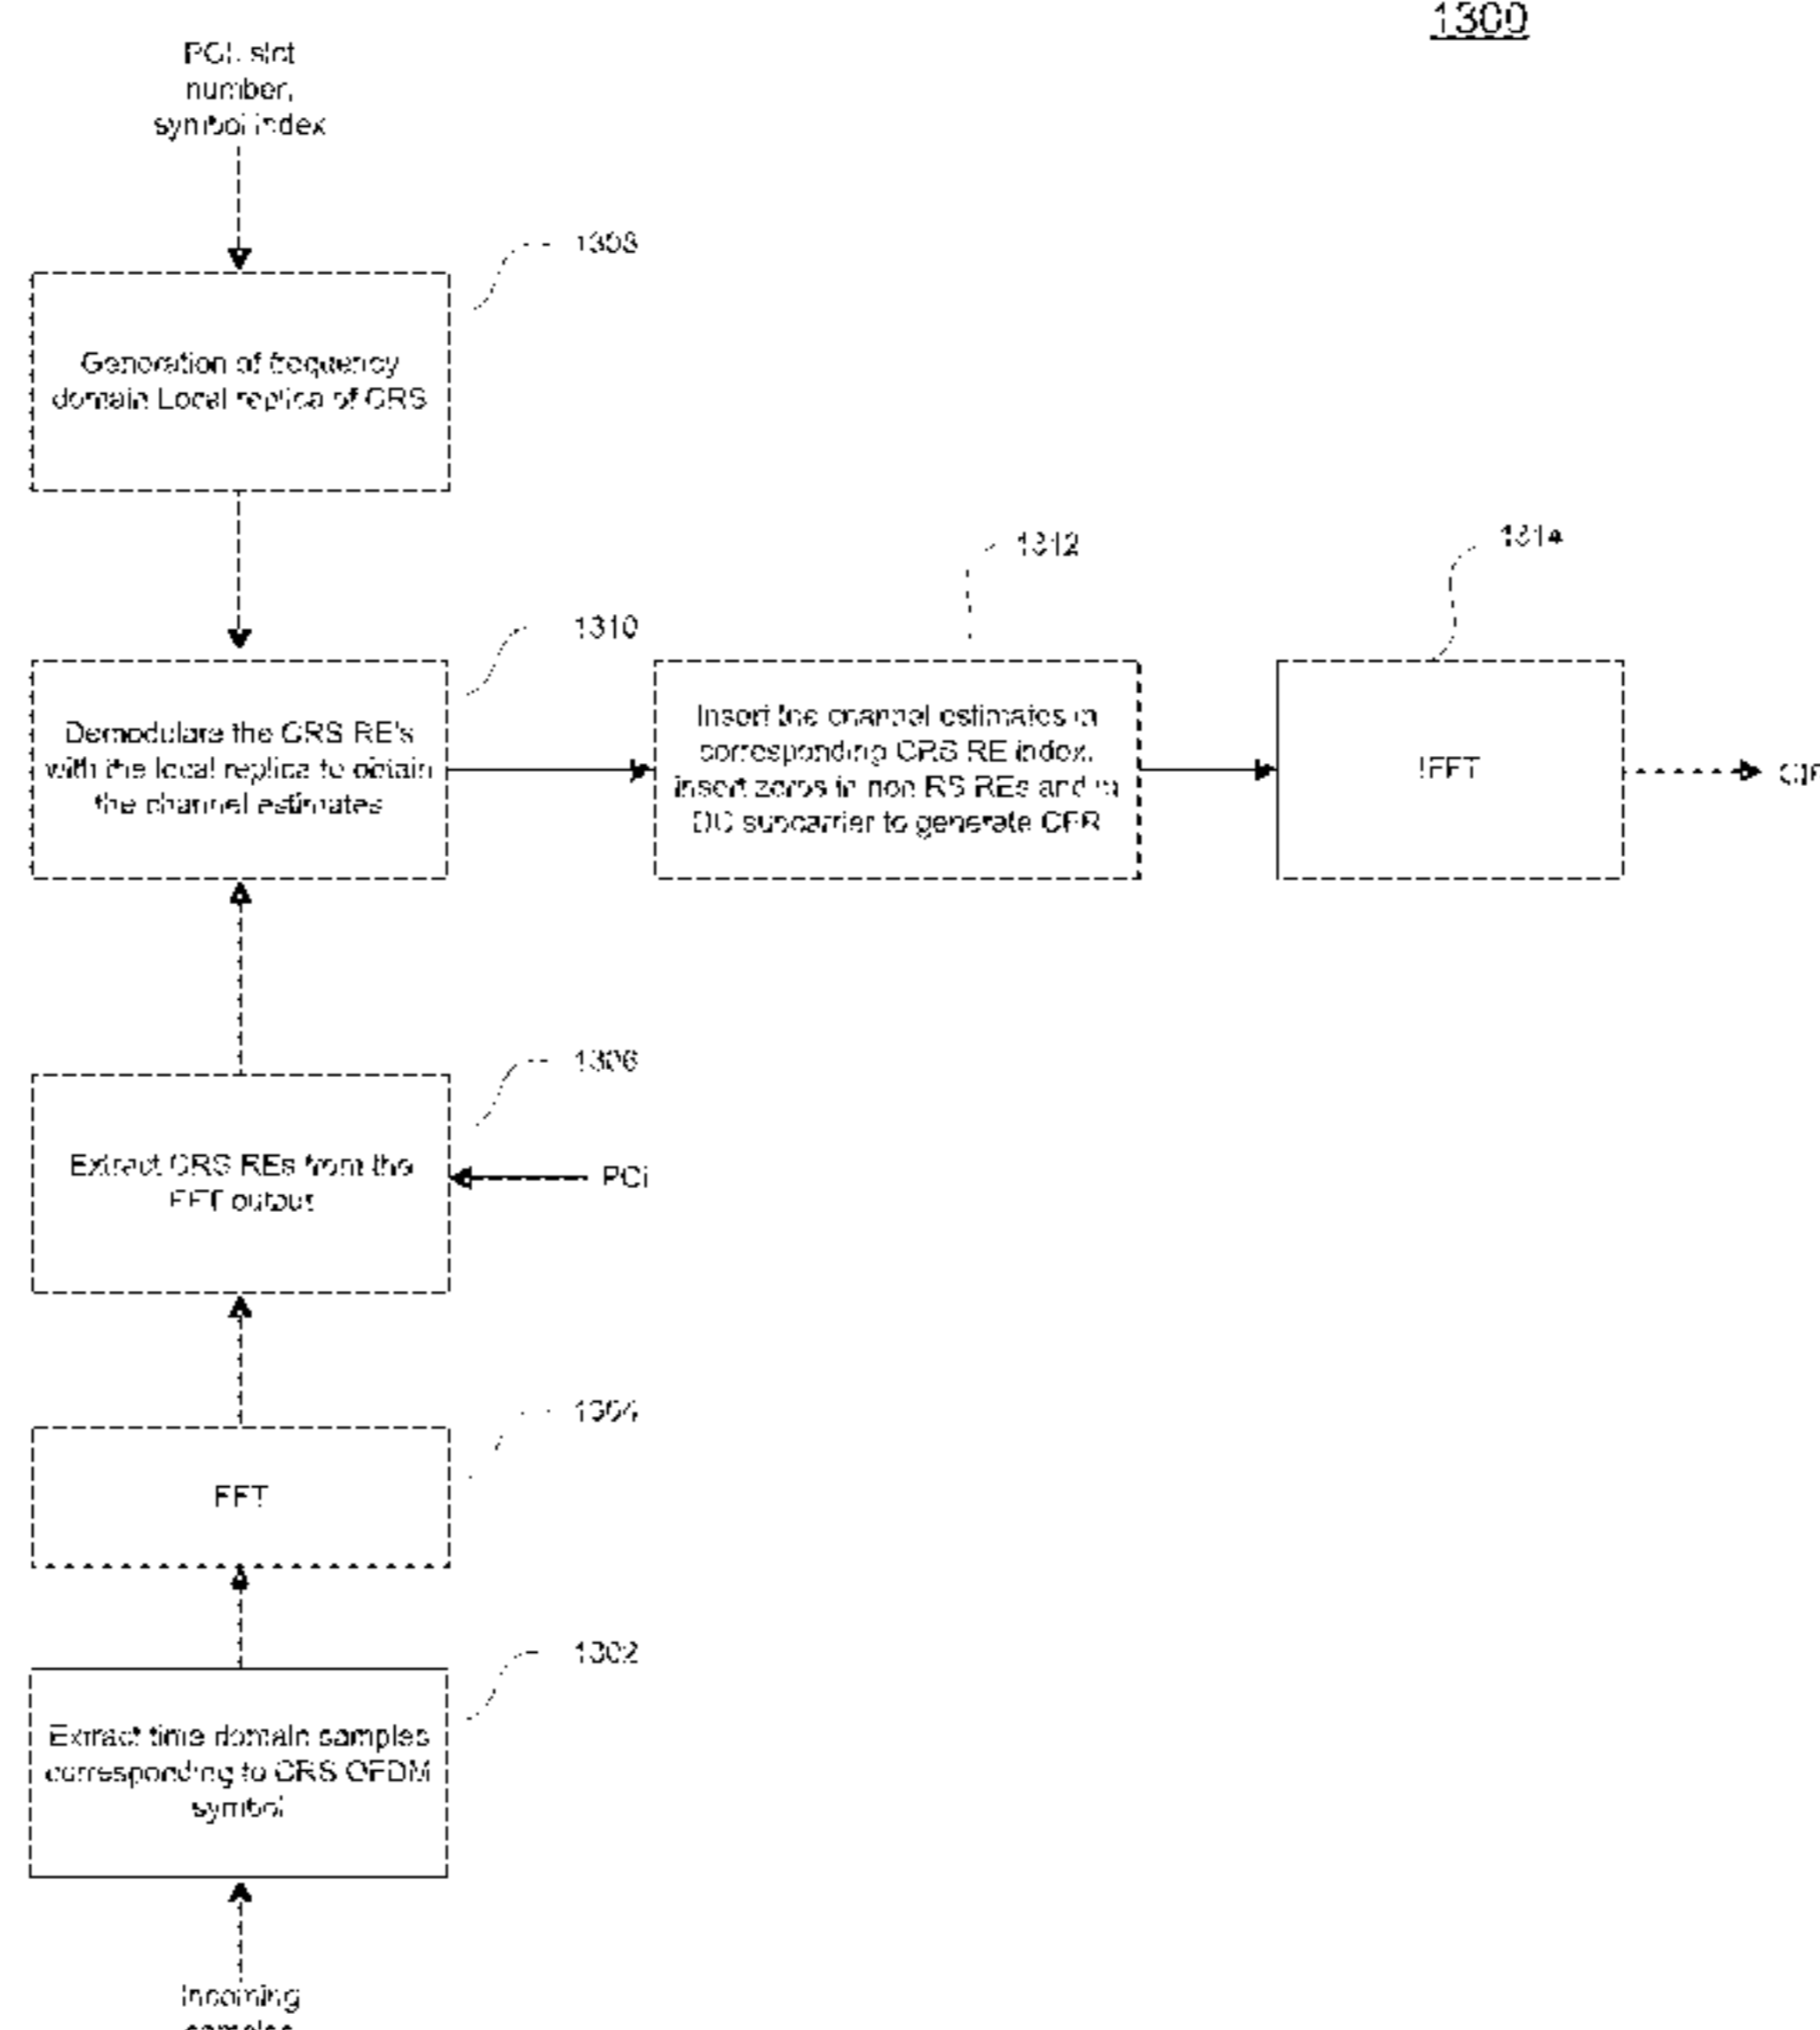 1300
PCI, slot
number,
symbol index
1308
Generation of frequency
domain Local replica of CRS
1310
Demodulare the CRS RE's
with the local replica to obtain
the channel estimates
1312
Insert the channel estimates in
corresponding CRS RE index,
insert zeros in non RS REs and in
DC subcarrier to generate CFR
1314
IFFT
1306
Extract CRS REs from the
FFT output
PCI
1304
FFT
1302
Extract time domain samples
corresponding to CRS OFDM
symbol
Incoming
samples